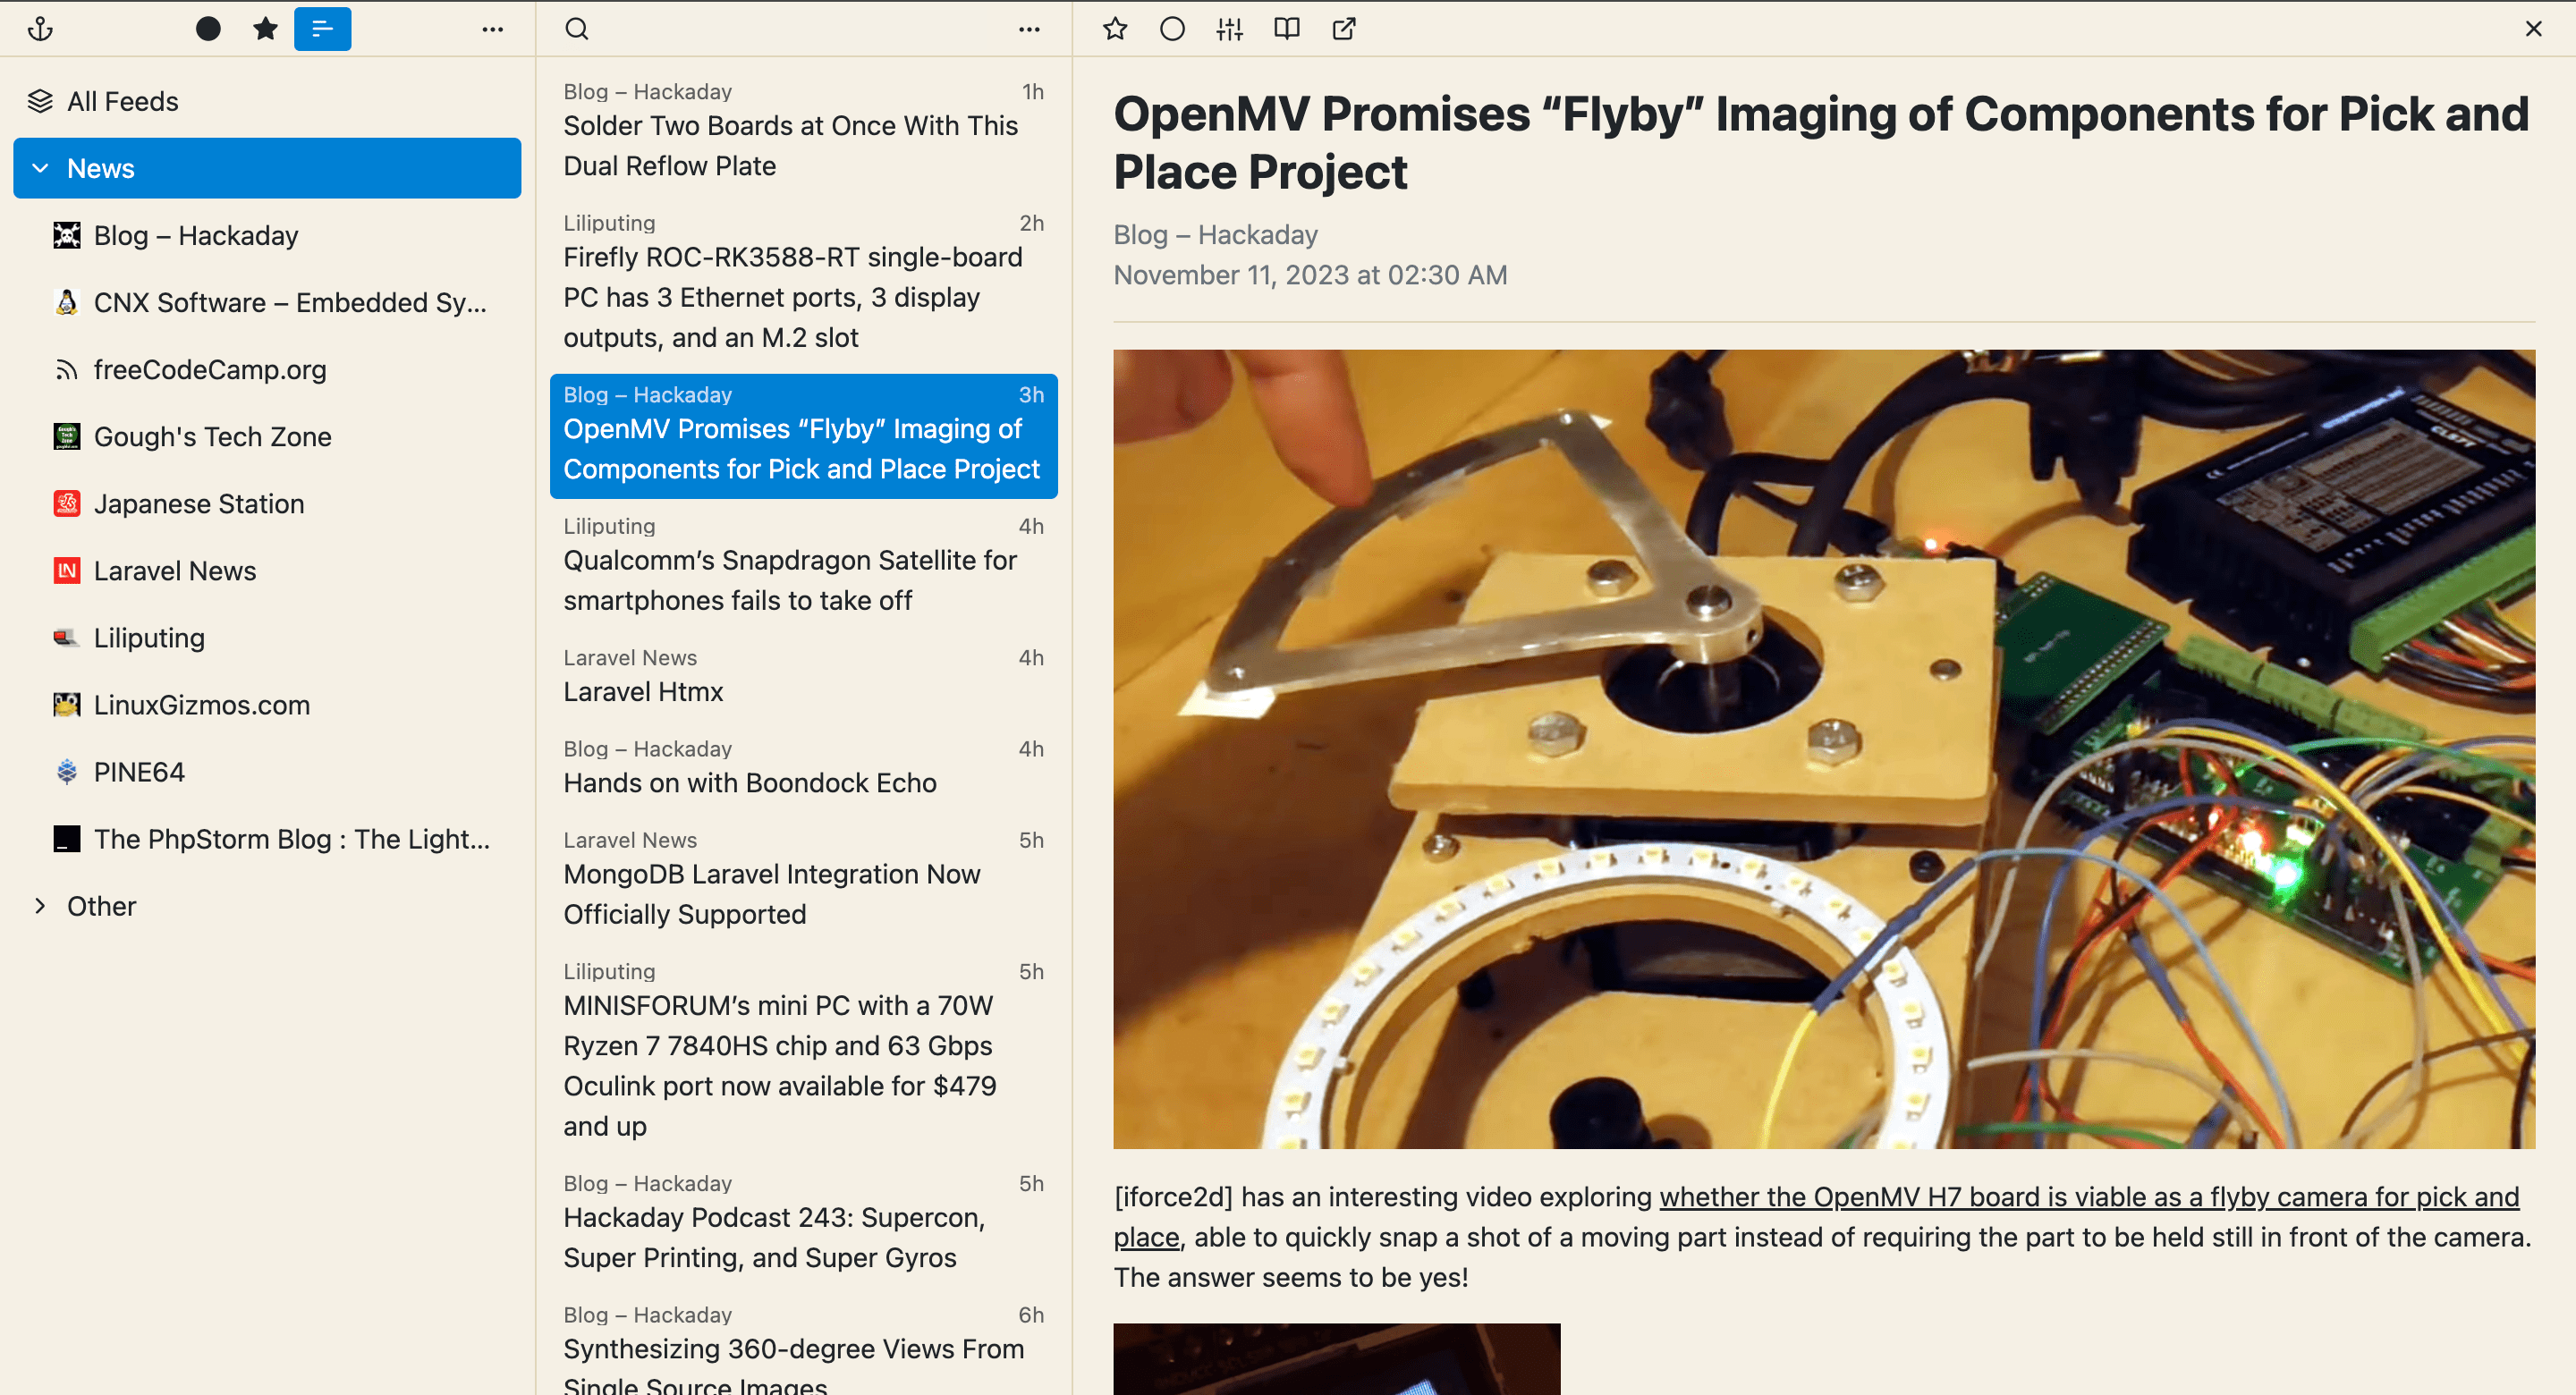 All Feeds
News
Blog – Hackaday
CNX Software – Embedded Sy...
freeCodeCamp.org
Gough's Tech Zone
Japanese Station
Laravel News
Liliputing
LinuxGizmos.com
PINE64
The PhpStorm Blog : The Light...
Other
Blog – Hackaday 1h
Solder Two Boards at Once With This
Dual Reflow Plate
Liliputing 2h
Firefly ROC-RK3588-RT single-board
PC has 3 Ethernet ports, 3 display
outputs, and an M.2 slot
Blog – Hackaday 3h
OpenMV Promises “Flyby” Imaging of
Components for Pick and Place Project
Liliputing 4h
Qualcomm’s Snapdragon Satellite for
smartphones fails to take off
Laravel News 4h
Laravel Htmx
Blog – Hackaday 4h
Hands on with Boondock Echo
Laravel News 5h
MongoDB Laravel Integration Now
Officially Supported
Liliputing 5h
MINISFORUM’s mini PC with a 70W
Ryzen 7 7840HS chip and 63 Gbps
Oculink port now available for $479
and up
Blog – Hackaday 5h
Hackaday Podcast 243: Supercon,
Super Printing, and Super Gyros
Blog – Hackaday 6h
Synthesizing 360-degree Views From
Single Source Images
OpenMV Promises “Flyby” Imaging of Components for Pick and
Place Project
Blog – Hackaday
November 11, 2023 at 02:30 AM
[iforce2d] has an interesting video exploring whether the OpenMV H7 board is viable as a flyby camera for pick and
place, able to quickly snap a shot of a moving part instead of requiring the part to be held still in front of the camera.
The answer seems to be yes!